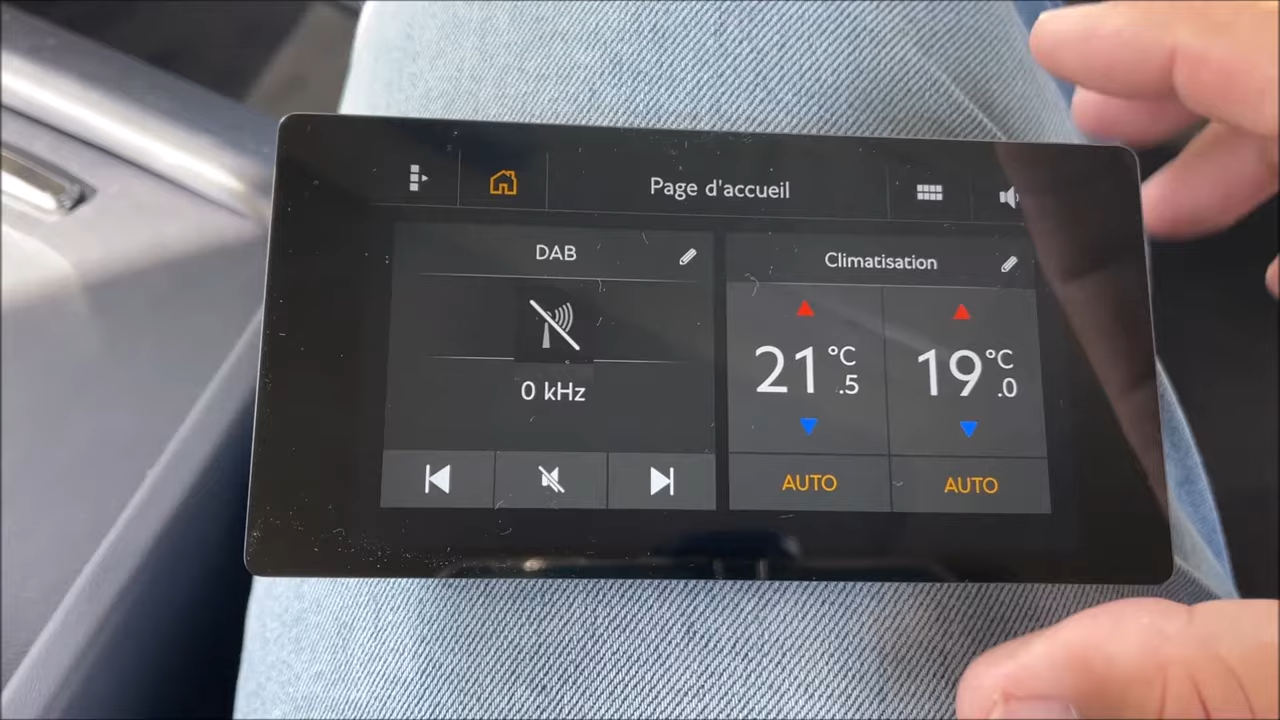 Page d'accueil
DAB
0 kHz
Climatisation
21 °C .5
19 °C .0
AUTO
AUTO